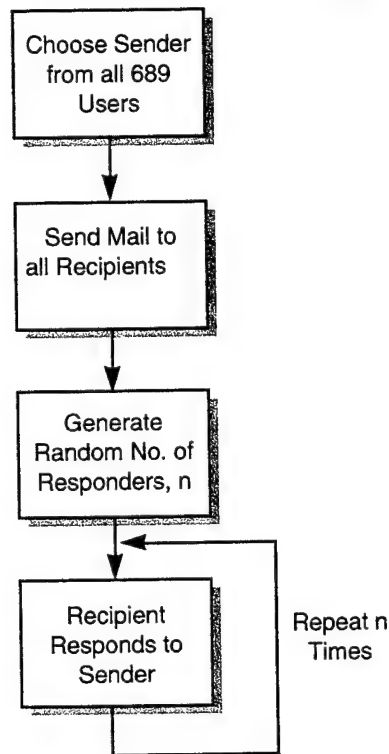 Choose Sender
from all 689
Users
Send Mail to
all Recipients
Generate
Random No. of
Responders, n
Recipient
Responds to
Sender
Repeat n
Times